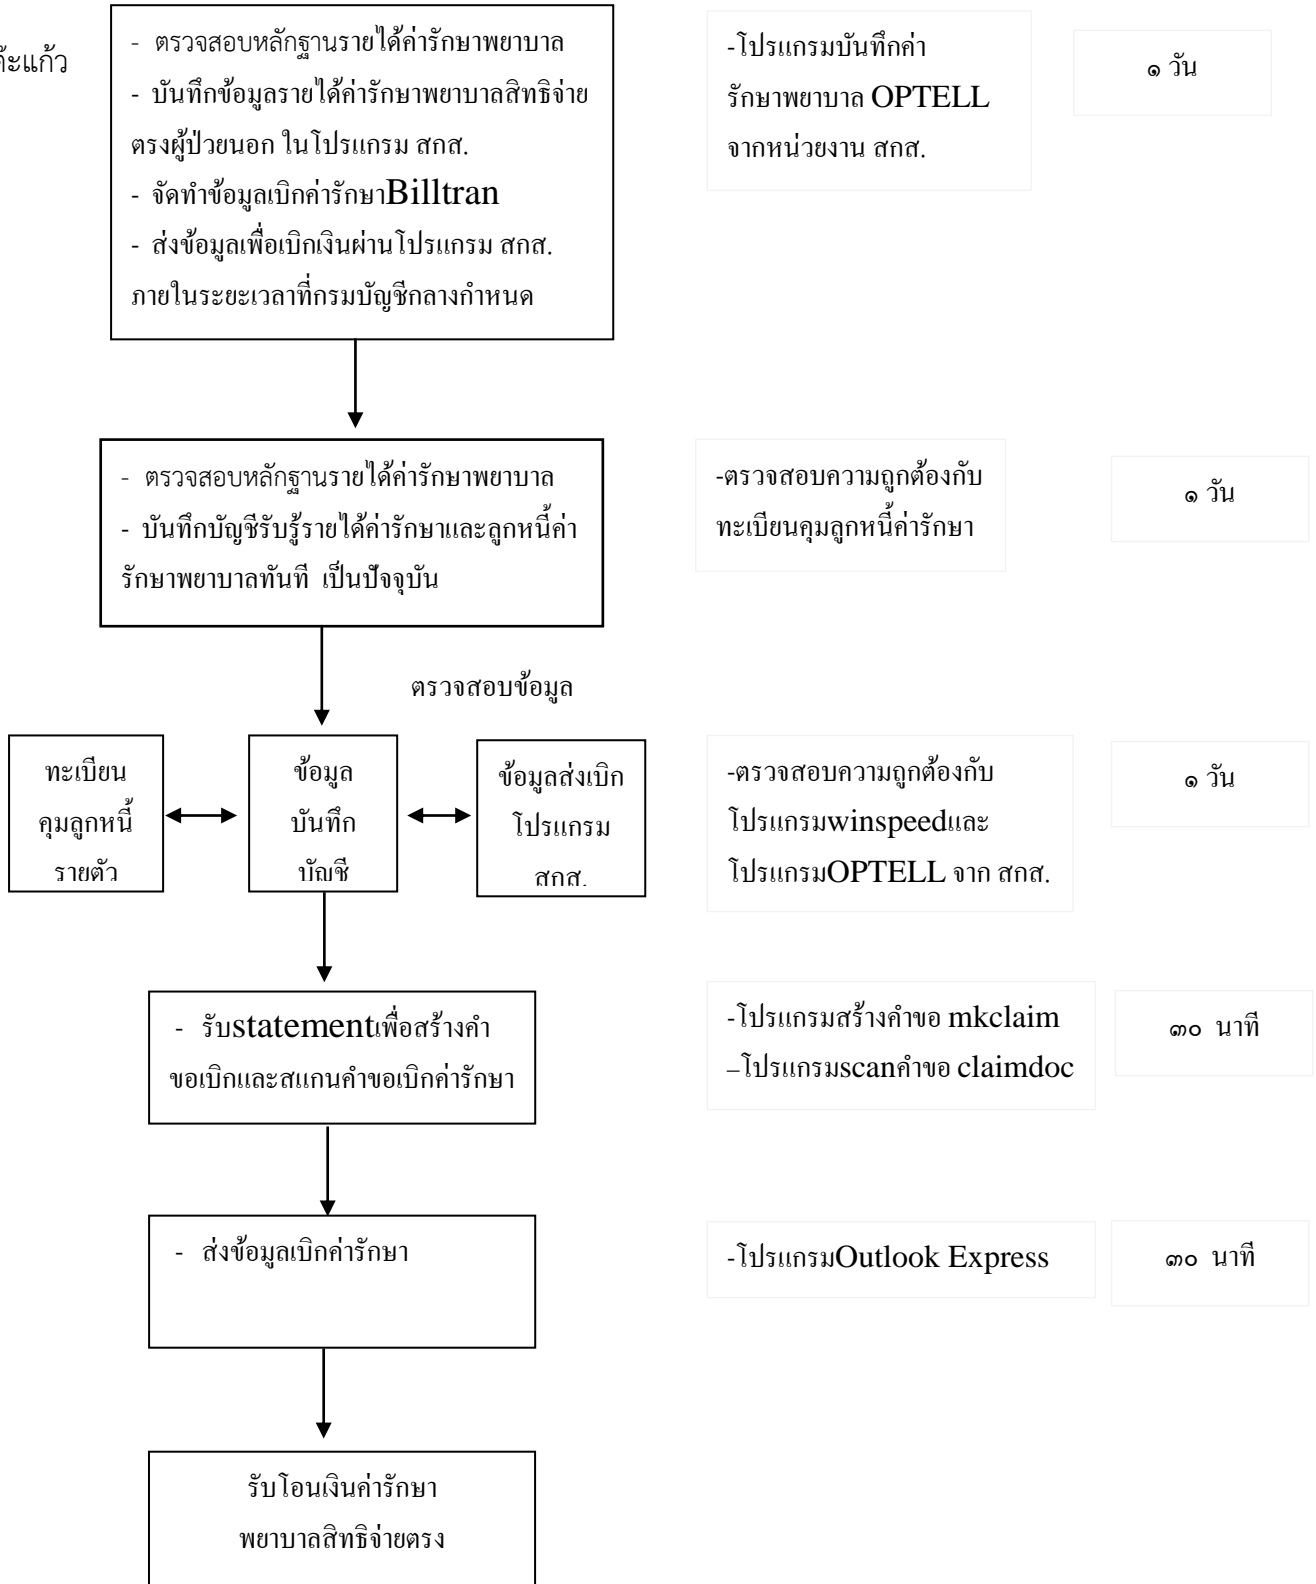 - ตรวจสอบหลักฐานรายได้ค่ารักษาพยาบาล
- บันทึกข้อมูลรายได้ค่ารักษาพยาบาลสิทธิจ่าย
ตรงผู้ป่วยนอก ในโปรแกรม สกส.
- จัดทำข้อมูลเบิกค่ารักษาBilltran
- ส่งข้อมูลเพื่อเบิกเงินผ่านโปรแกรม สกส.
ภายในระยะเวลาที่กรมบัญชีกลางกำหนด
-โปรแกรมบันทึกค่า
รักษาพยาบาล OPTELL
จากหน่วยงาน สกส.
๑ วัน
- ตรวจสอบหลักฐานรายได้ค่ารักษาพยาบาล
- บันทึกบัญชีรับรู้รายได้ค่ารักษาและลูกหนี้ค่า
รักษาพยาบาลทันที เป็นปัจจุบัน
-ตรวจสอบความถูกต้องกับ
ทะเบียนคุมลูกหนี้ค่ารักษา
๑ วัน
ตรวจสอบข้อมูล
ทะเบียน
คุมลูกหนี้
รายตัว
ข้อมูล
บันทึก
บัญชี
ข้อมูลส่งเบิก
โปรแกรม
สกส.
-ตรวจสอบความถูกต้องกับ
โปรแกรมwinspeedและ
โปรแกรมOPTELL จาก สกส.
๑ วัน
- รับstatementเพื่อสร้างคำ
ขอเบิกและสแกนคำขอเบิกค่ารักษา
-โปรแกรมสร้างคำขอ mkclaim
–โปรแกรมscanคำขอ claimdoc
๓๐ นาที
- ส่งข้อมูลเบิกค่ารักษา
-โปรแกรมOutlook Express
๓๐ นาที
รับโอนเงินค่ารักษา
พยาบาลสิทธิจ่ายตรง